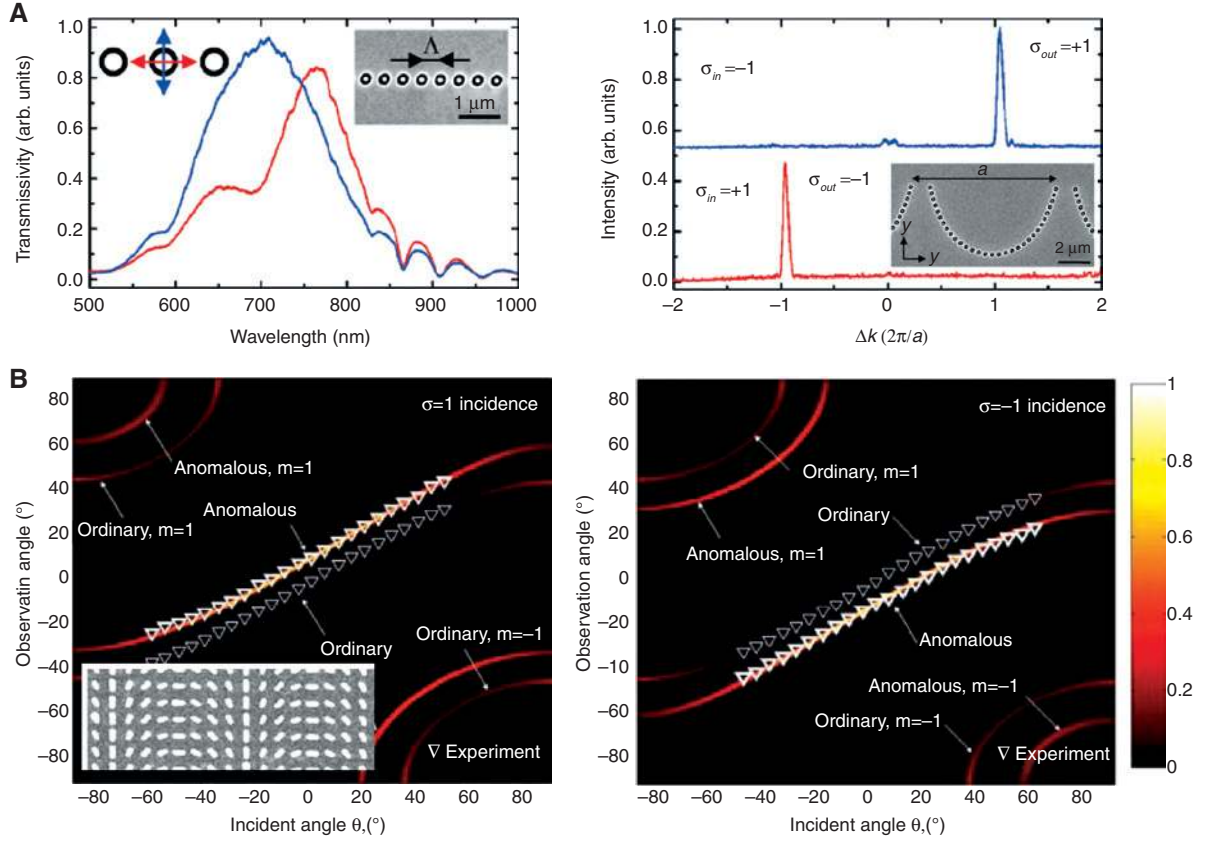 A
Transmissivity (arb. units)
1.0
0.8
0.6
0.4
0.2
0.0
Λ
1 μm
500
600
700
800
900
1000
Wavelength (nm)
Intensity (arb. units)
1.0
0.8
0.6
0.4
0.2
0.0
σin =−1
σout =+1
σin =+1
σout =−1
a
y
y
2 μm
−2
−1
0
1
2
Δk (2π/a)
B
Observatin angle (°)
80
60
40
20
0
−20
−40
−60
−80
σ=1 incidence
Anomalous, m=1
Ordinary, m=1
Anomalous
Ordinary
Ordinary, m=−1
∇ Experiment
−80
−60
−40
−20
0
20
40
60
80
Incident angle θ,(°)
Observation angle (°)
80
60
40
20
0
−20
−10
−60
−80
σ=−1 incidence
Ordinary, m=1
Ordinary
Anomalous, m=1
Anomalous
Anomalous, m=−1
Ordinary, m=−1
∇ Experiment
−80
−60
−40
−20
0
20
40
60
80
Incident angle θ,(°)
1
0.8
0.6
0.4
0.2
0